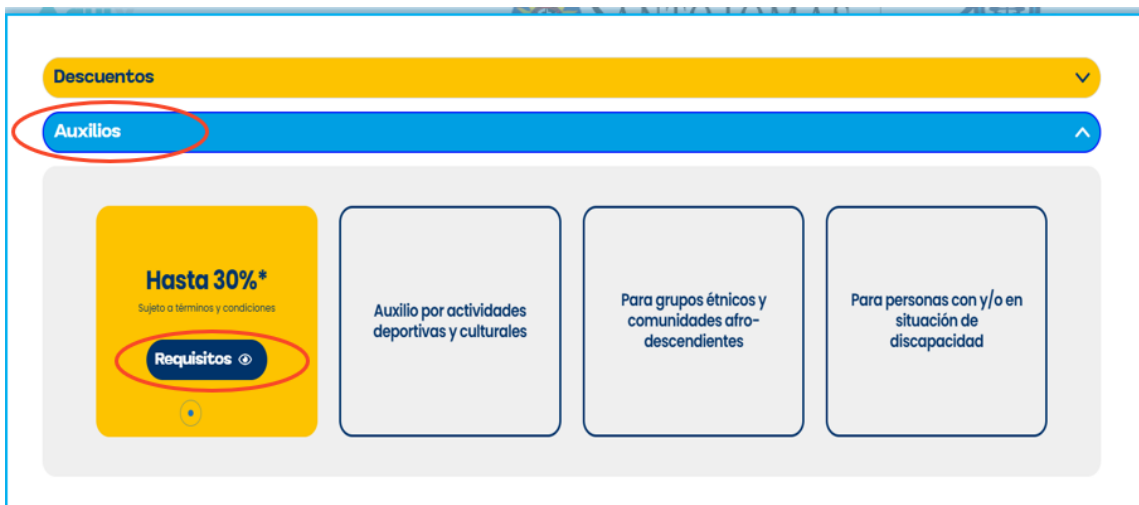 Descuentos
Auxilios
Hasta 30%*
Sujeto a términos y condiciones
Requisitos
Auxilio por actividades
deportivas y culturales
Para grupos étnicos y
comunidades afro-
descendientes
Para personas con y/o en
situación de
discapacidad